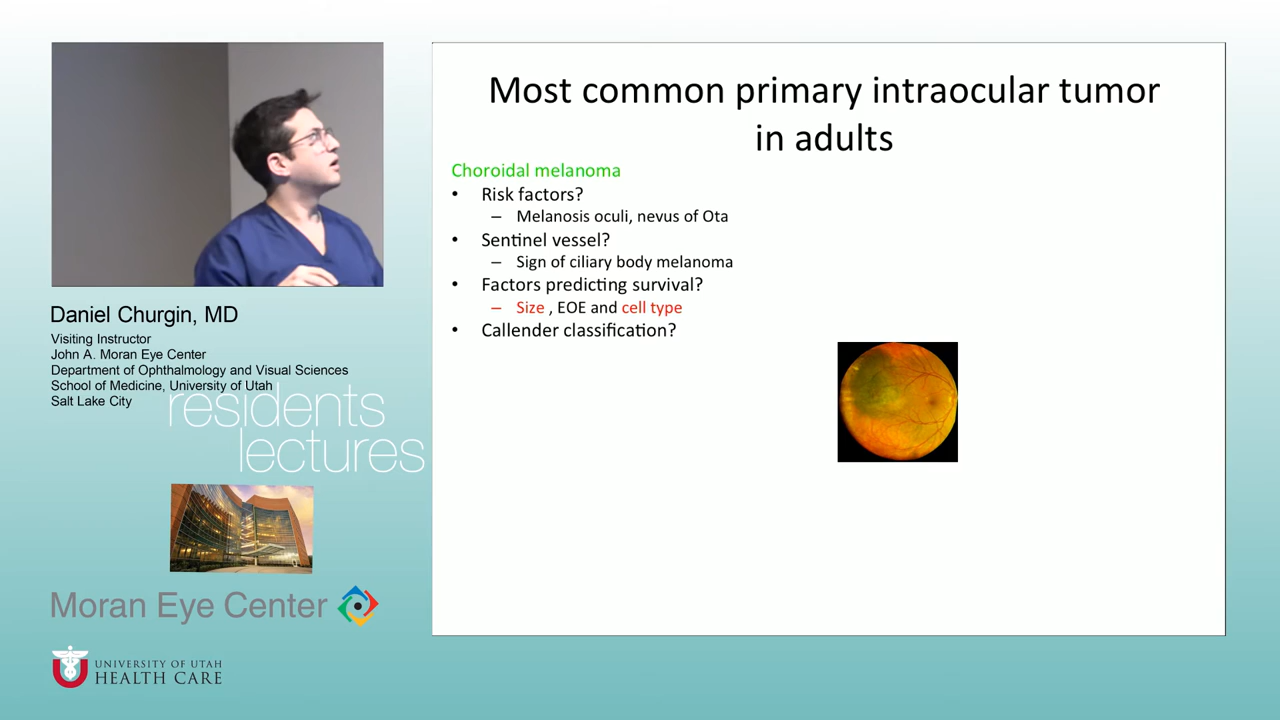 Most common primary intraocular tumor
in adults
Choroidal melanoma
• Risk factors?
– Melanosis oculi, nevus of Ota
• Sentinel vessel?
– Sign of ciliary body melanoma
• Factors predicting survival?
– Size , EOE and cell type
• Callender classification?
Daniel Churgin, MD
Visiting Instructor
John A. Moran Eye Center
Department of Ophthalmology and Visual Sciences
School of Medicine, University of Utah
Salt Lake City
residents
lectures
Moran Eye Center
UNIVERSITY OF UTAH
HEALTH CARE